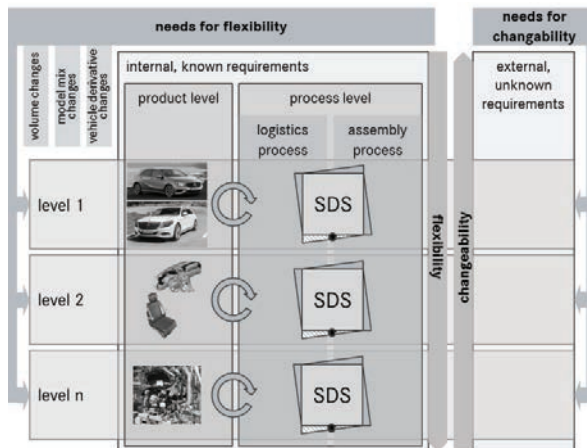 needs for flexibility
needs for
changability
volume changes
model mix
changes
vehicle derivative
changes
internal, known requirements
product level
process level
logistics
process
assembly
process
external,
unknown
requirements
level 1
SDS
level 2
SDS
level n
SDS
flexibility
changeability